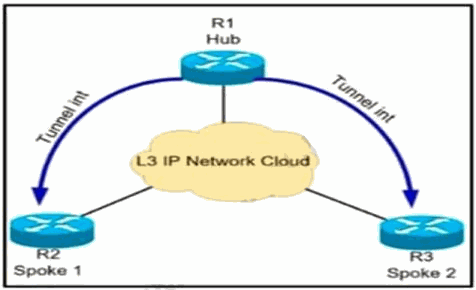 R1
Hub
Tunnel int
Tunnel int
L3 IP Network Cloud
R2
Spoke 1
R3
Spoke 2